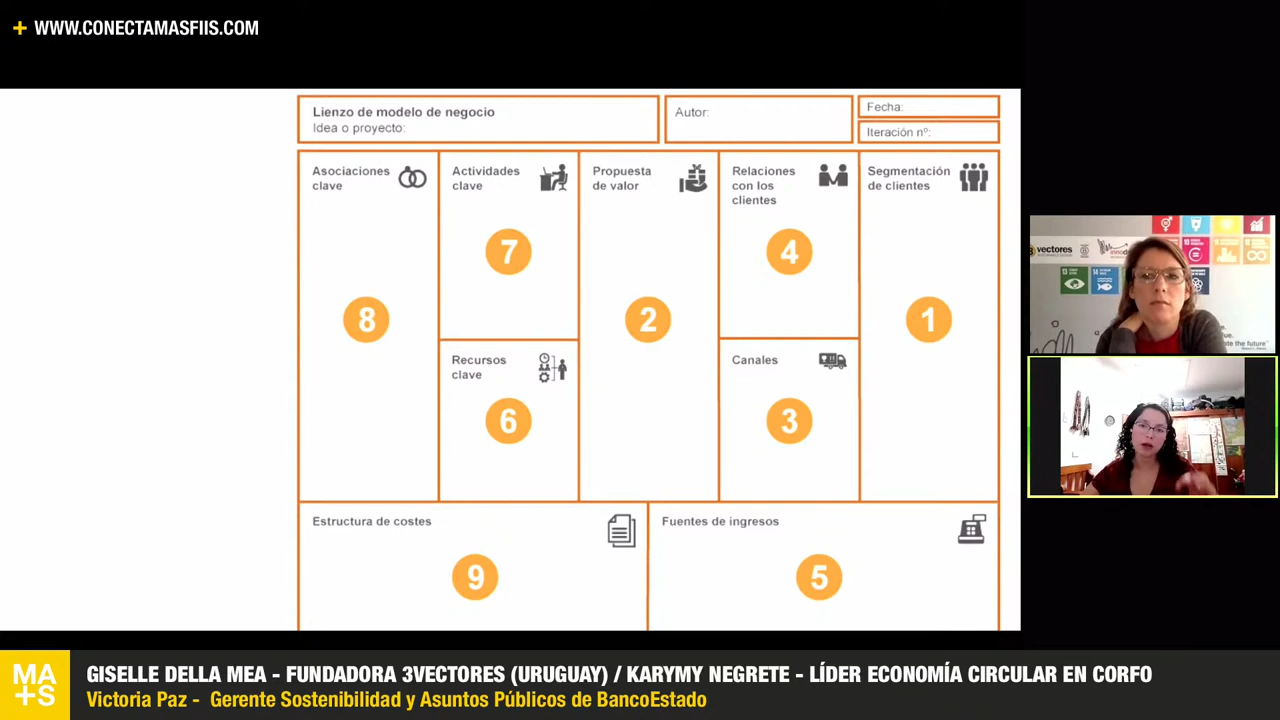 + WWW.CONECTAMASFIIS.COM
Lienzo de modelo de negocio
Idea o proyecto:
Autor:
Fecha:
Iteración nº:
Asociaciones
clave
8
Actividades
clave
7
Recursos
clave
6
Propuesta
de valor
2
Relaciones
con los
clientes
4
Canales
3
Segmentación
de clientes
1
Estructura de costes
9
Fuentes de ingresos
5
vectores
MA
+S
GISELLE DELLA MEA - FUNDADORA 3VECTORES (URUGUAY) / KARYMY NEGRETE - LÍDER ECONOMÍA CIRCULAR EN CORFO
Victoria Paz - Gerente Sostenibilidad y Asuntos Públicos de BancoEstado